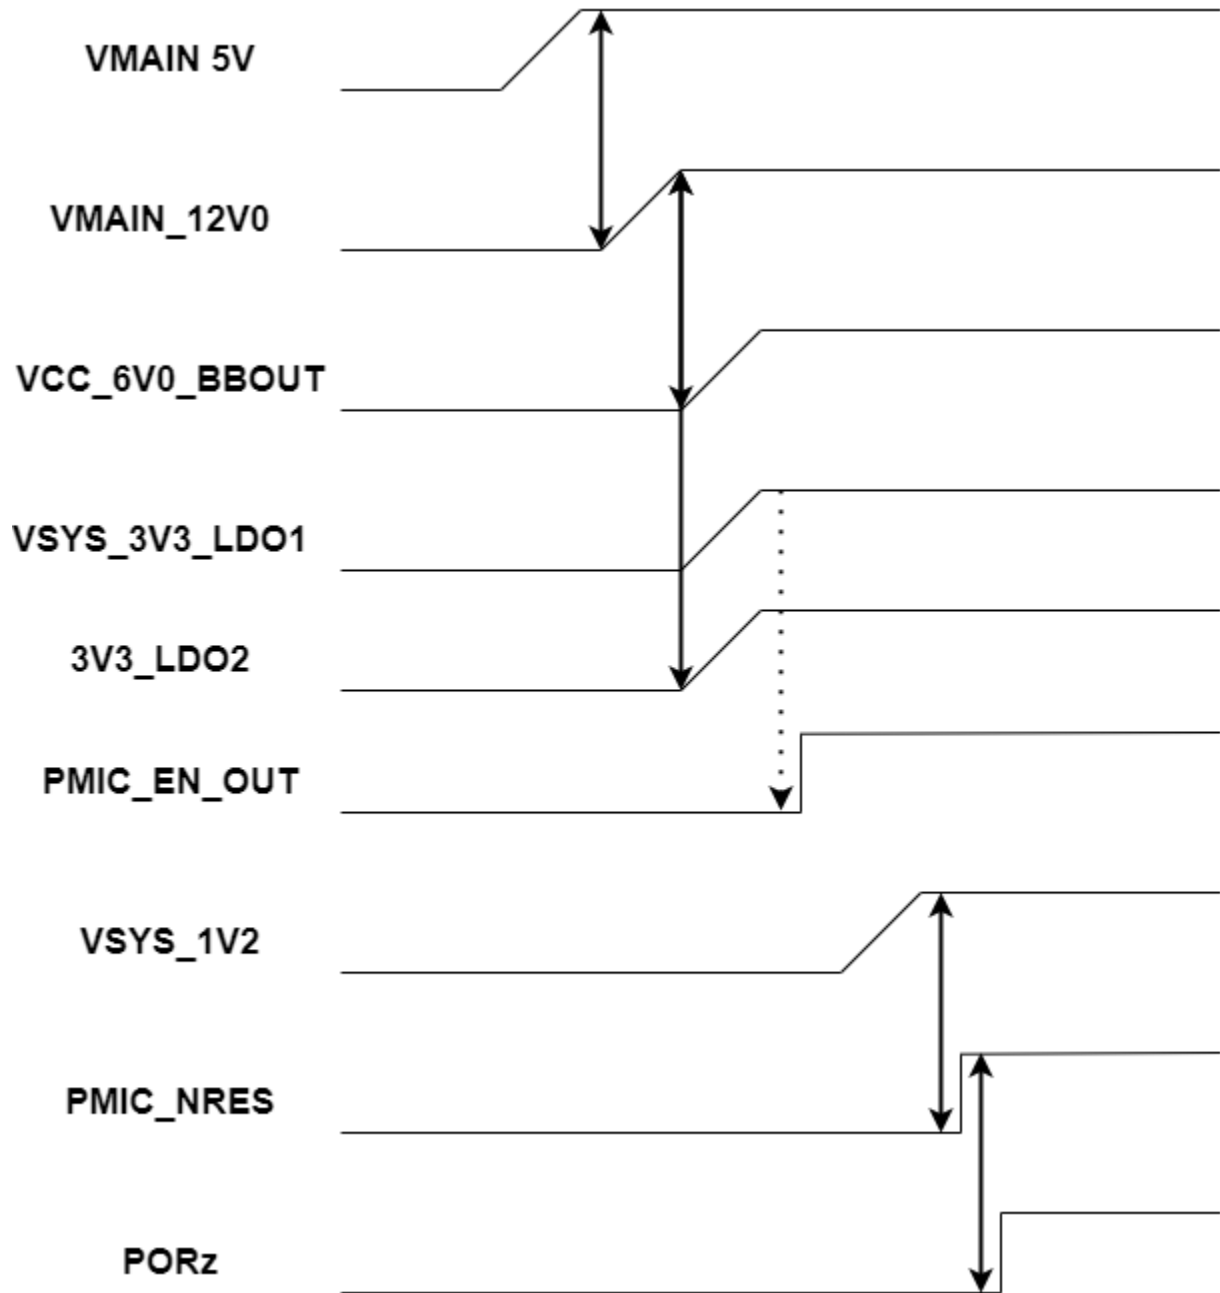 VMAIN 5V
VMAIN_12V0
VCC_6V0_BBOUT
VSYS_3V3_LDO1
3V3_LDO2
PMIC_EN_OUT
VSYS_1V2
PMIC_NRES
PORz